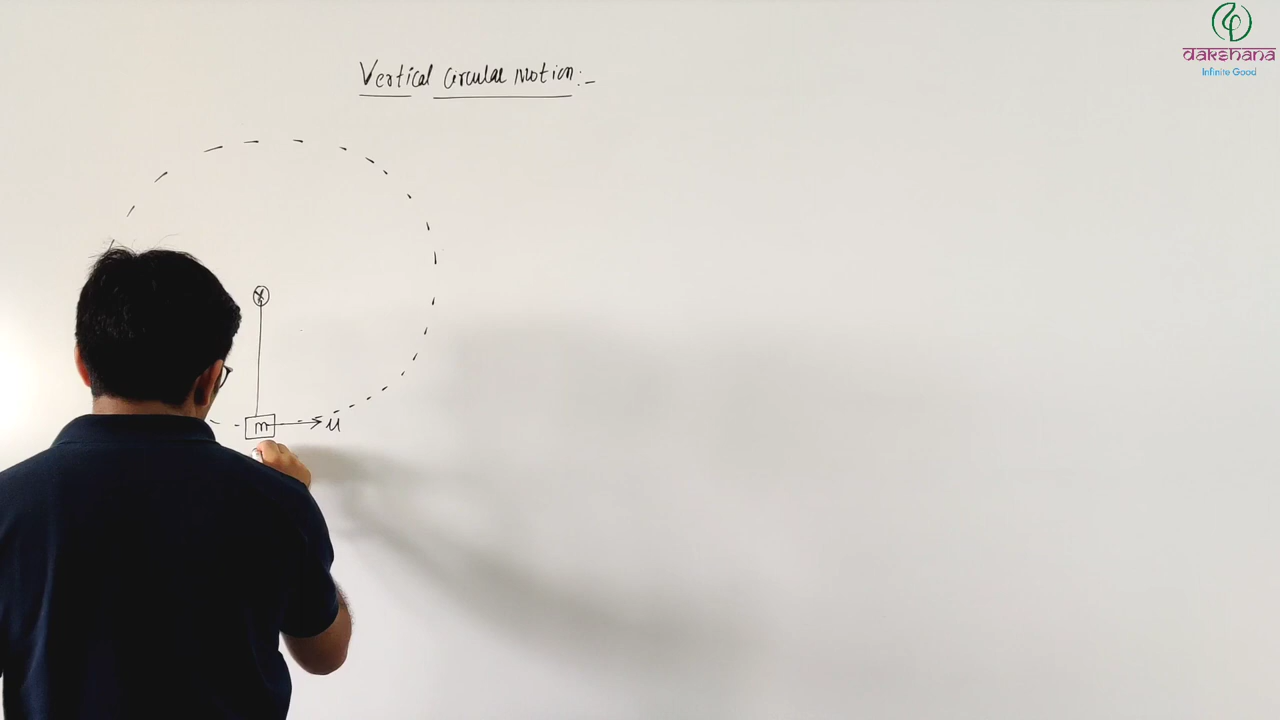 dakshana
Infinite Good
Vertical Circular Motion:-
m
u